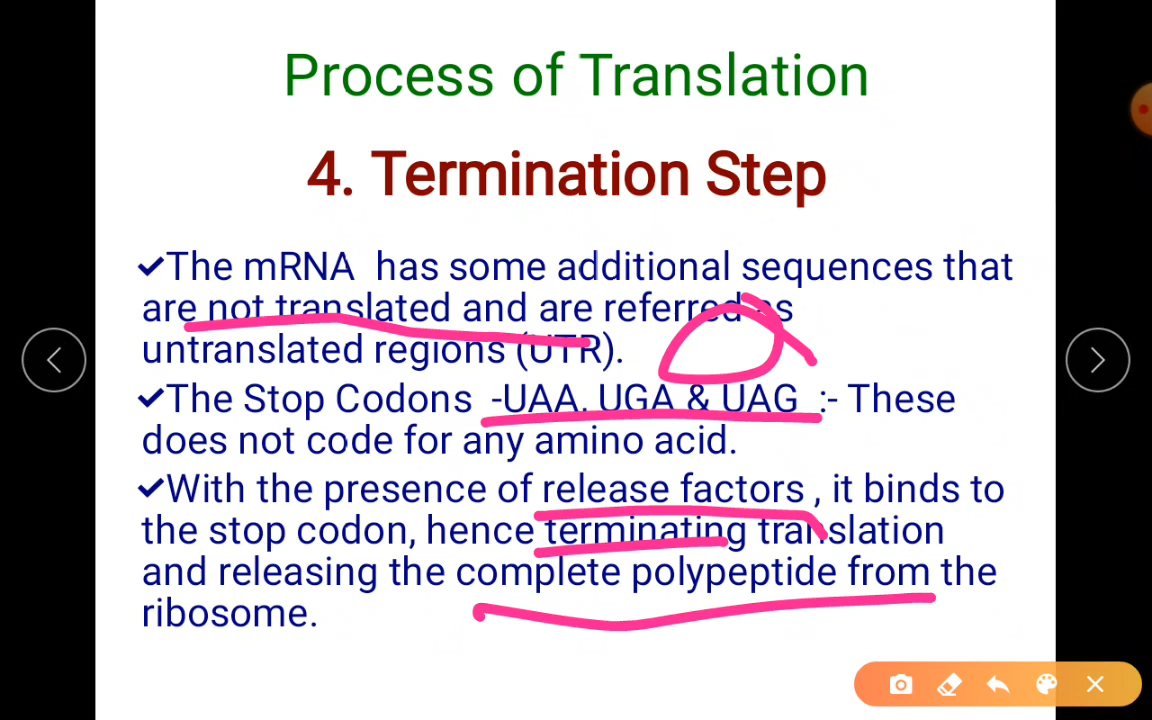 Process of Translation
4. Termination Step
✔The mRNA  has some additional sequences that
are not translated and are referred as
untranslated regions (UTR).
✔The Stop Codons  -UAA, UGA & UAG  :- These
does not code for any amino acid.
✔With the presence of release factors , it binds to
the stop codon, hence terminating translation
and releasing the complete polypeptide from the
ribosome.